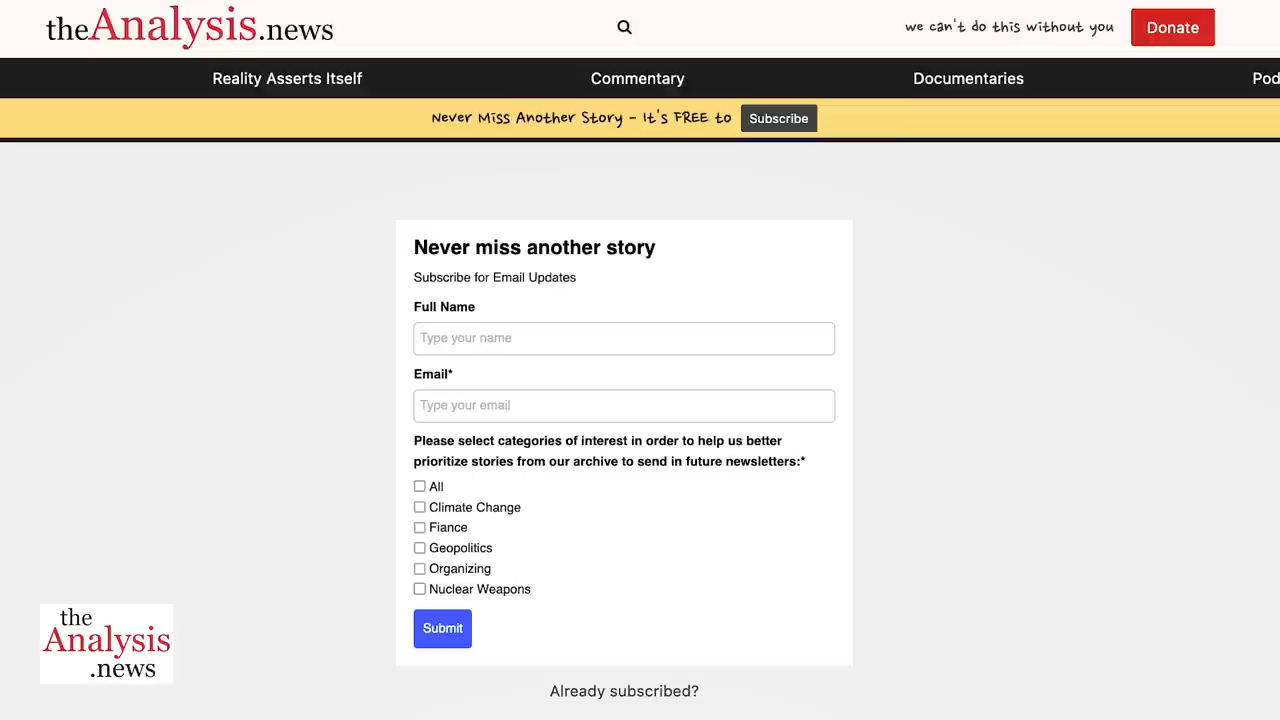 theAnalysis.news
we can't do this without you
Donate
Reality Asserts Itself
Commentary
Documentaries
Pod
Never Miss Another Story - It's FREE to
Subscribe
Never miss another story
Subscribe for Email Updates
Full Name
Type your name
Email*
Type your email
Please select categories of interest in order to help us better
prioritize stories from our archive to send in future newsletters:*
All
Climate Change
Fiance
Geopolitics
Organizing
Nuclear Weapons
Submit
the
Analysis
.news
Already subscribed?